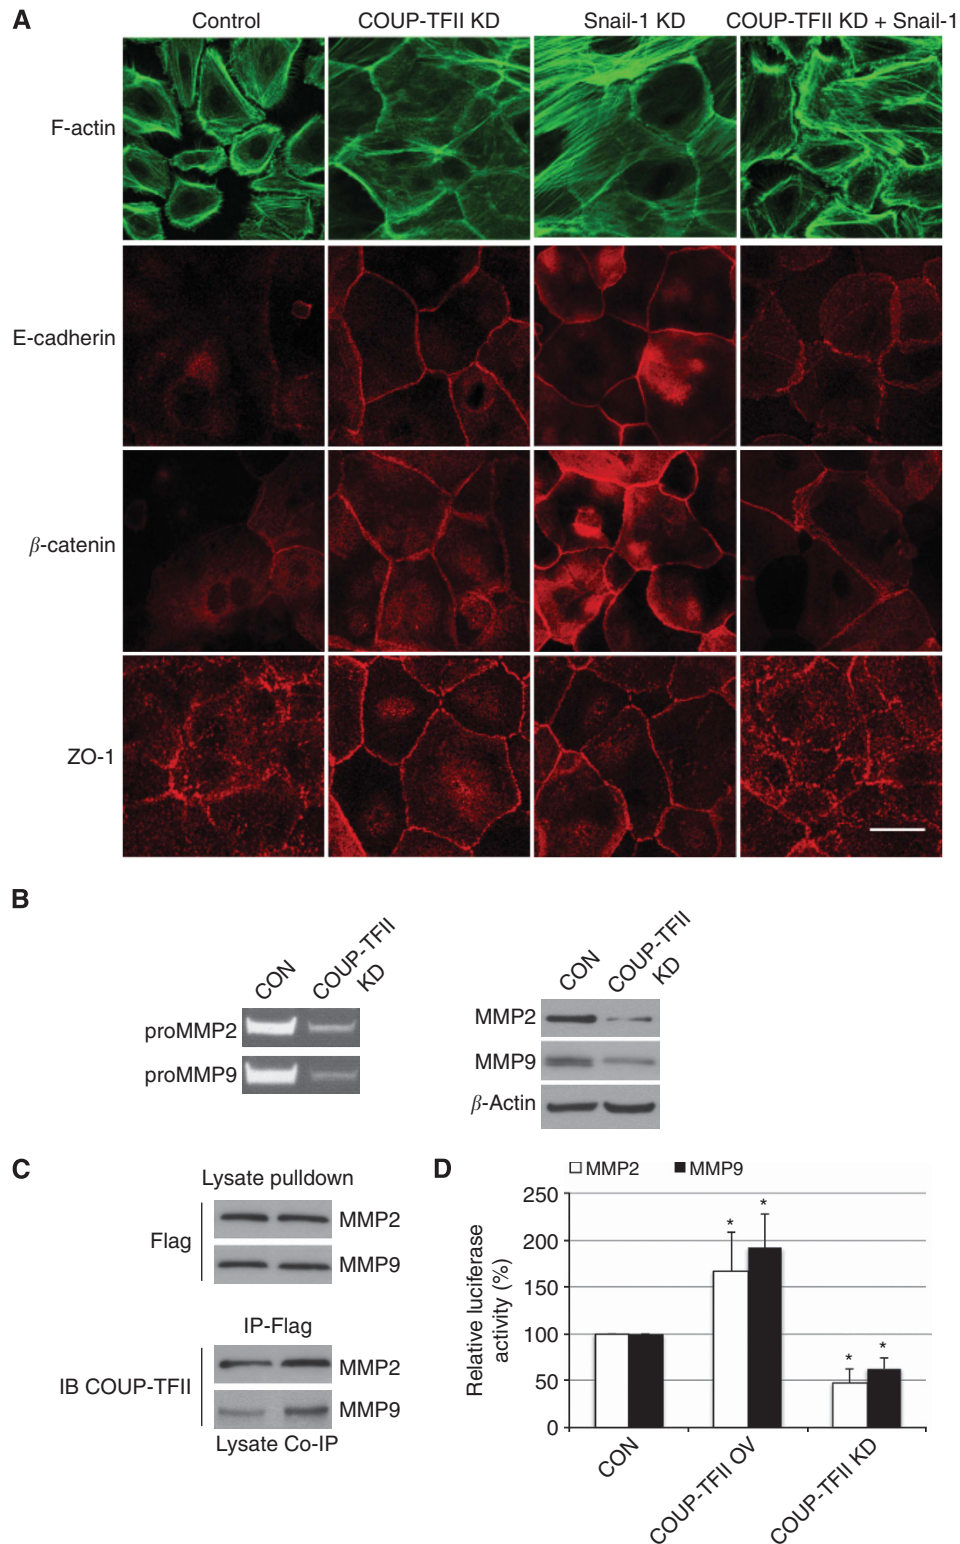 A
Control
COUP-TFII KD
Snail-1 KD
COUP-TFII KD + Snail-1
F-actin
E-cadherin
β-catenin
ZO-1
B
CON
COUP-TFII
KD
proMMP2
proMMP9
CON
COUP-TFII
KD
MMP2
MMP9
β-Actin
C
Lysate pulldown
Flag
MMP2
MMP9
IP-Flag
IB COUP-TFII
MMP2
MMP9
Lysate Co-IP
D
MMP2
MMP9
Relative luciferase
activity (%)
250
200
150
100
50
0
* *
* *
CON
COUP-TFII OV
COUP-TFII KD